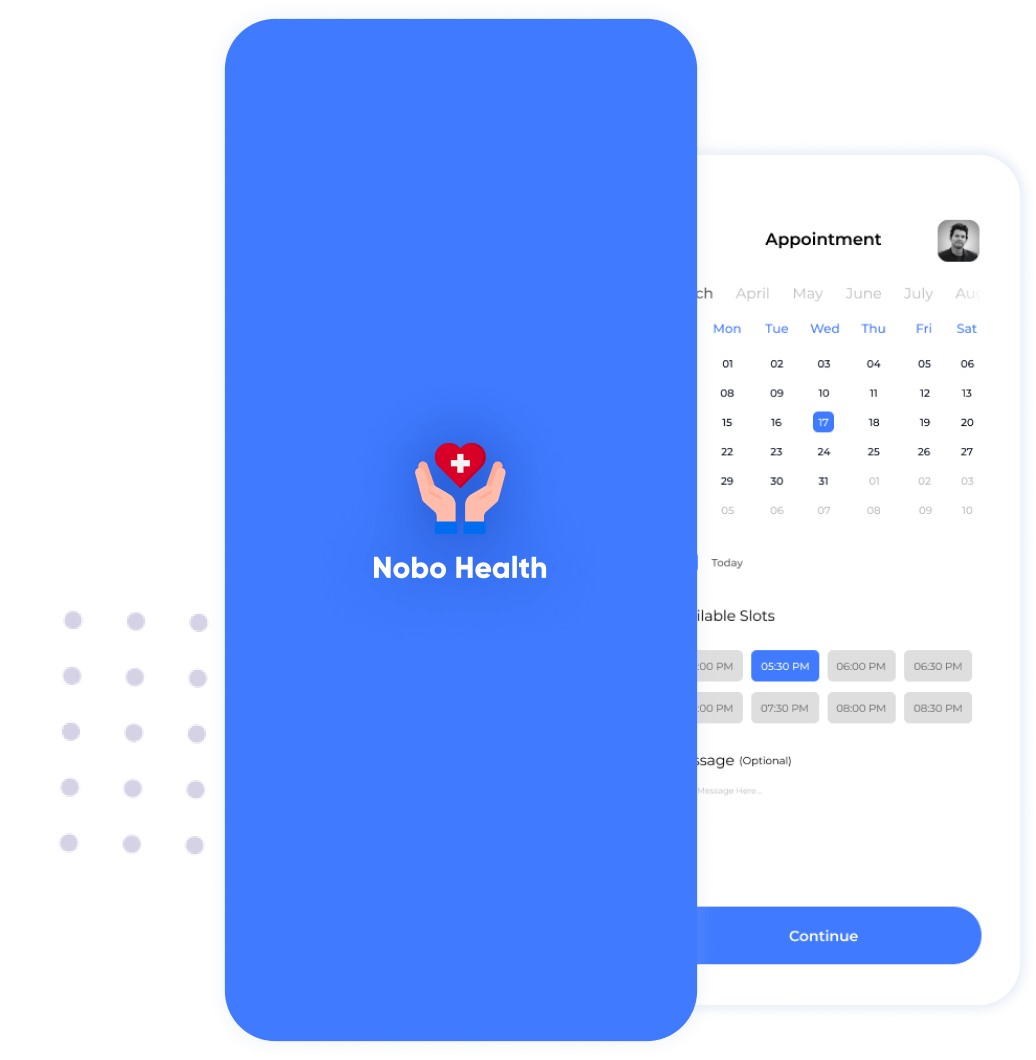 Nobo Health
Appointment
ch April May June July Aug
Mon Tue Wed Thu Fri Sat
01 02 03 04 05 06
08 09 10 11 12 13
15 16 17 18 19 20
22 23 24 25 26 27
29 30 31 01 02 03
05 06 07 08 09 10
Today
ilable Slots
:00 PM 05:30 PM 06:00 PM 06:30 PM
:00 PM 07:30 PM 08:00 PM 08:30 PM
ssage (Optional)
Message Here...
Continue